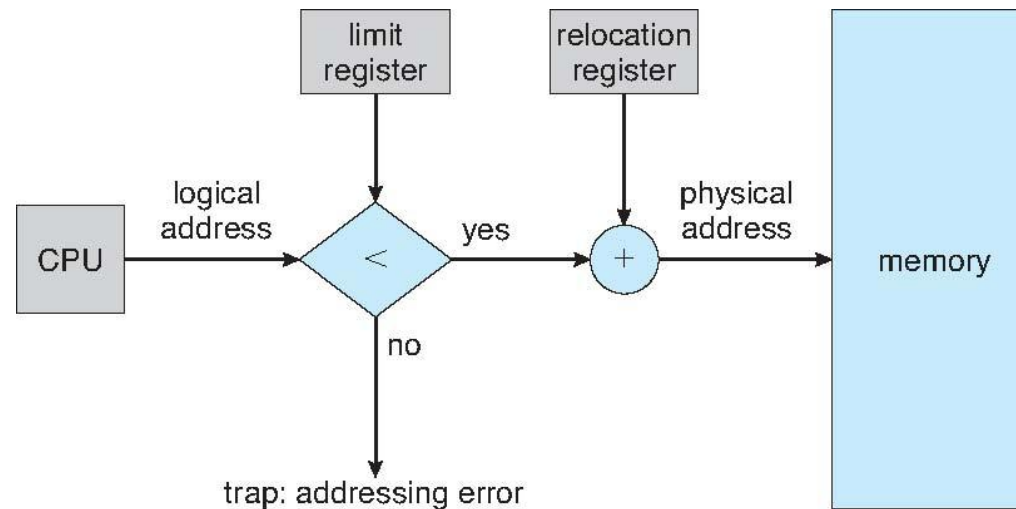 limit
register
relocation
register
logical
address
physical
address
CPU
<
yes
+
memory
no
trap: addressing error